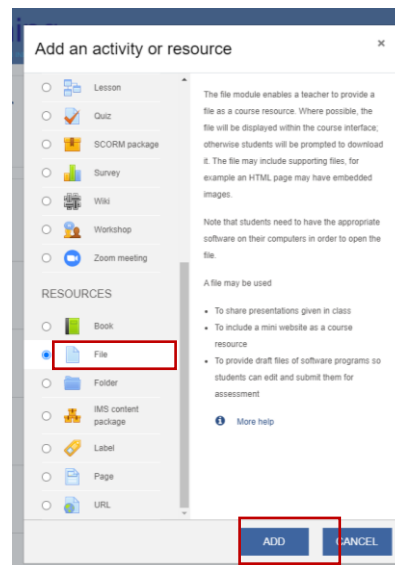 Add an activity or resource
×
Lesson
Quiz
SCORM package
Survey
Wiki
Workshop
Zoom meeting
RESOURCES
Book
File
Folder
IMS content
package
Label
Page
URL
The file module enables a teacher to provide a
file as a course resource. Where possible, the
file will be displayed within the course interface;
otherwise students will be prompted to download
it. The file may include supporting files, for
example an HTML page may have embedded
images.
Note that students need to have the appropriate
software on their computers in order to open the
file.
A file may be used
• To share presentations given in class
• To include a mini website as a course
resource
• To provide draft files of software programs so
students can edit and submit them for
assessment
More help
ADD
CANCEL